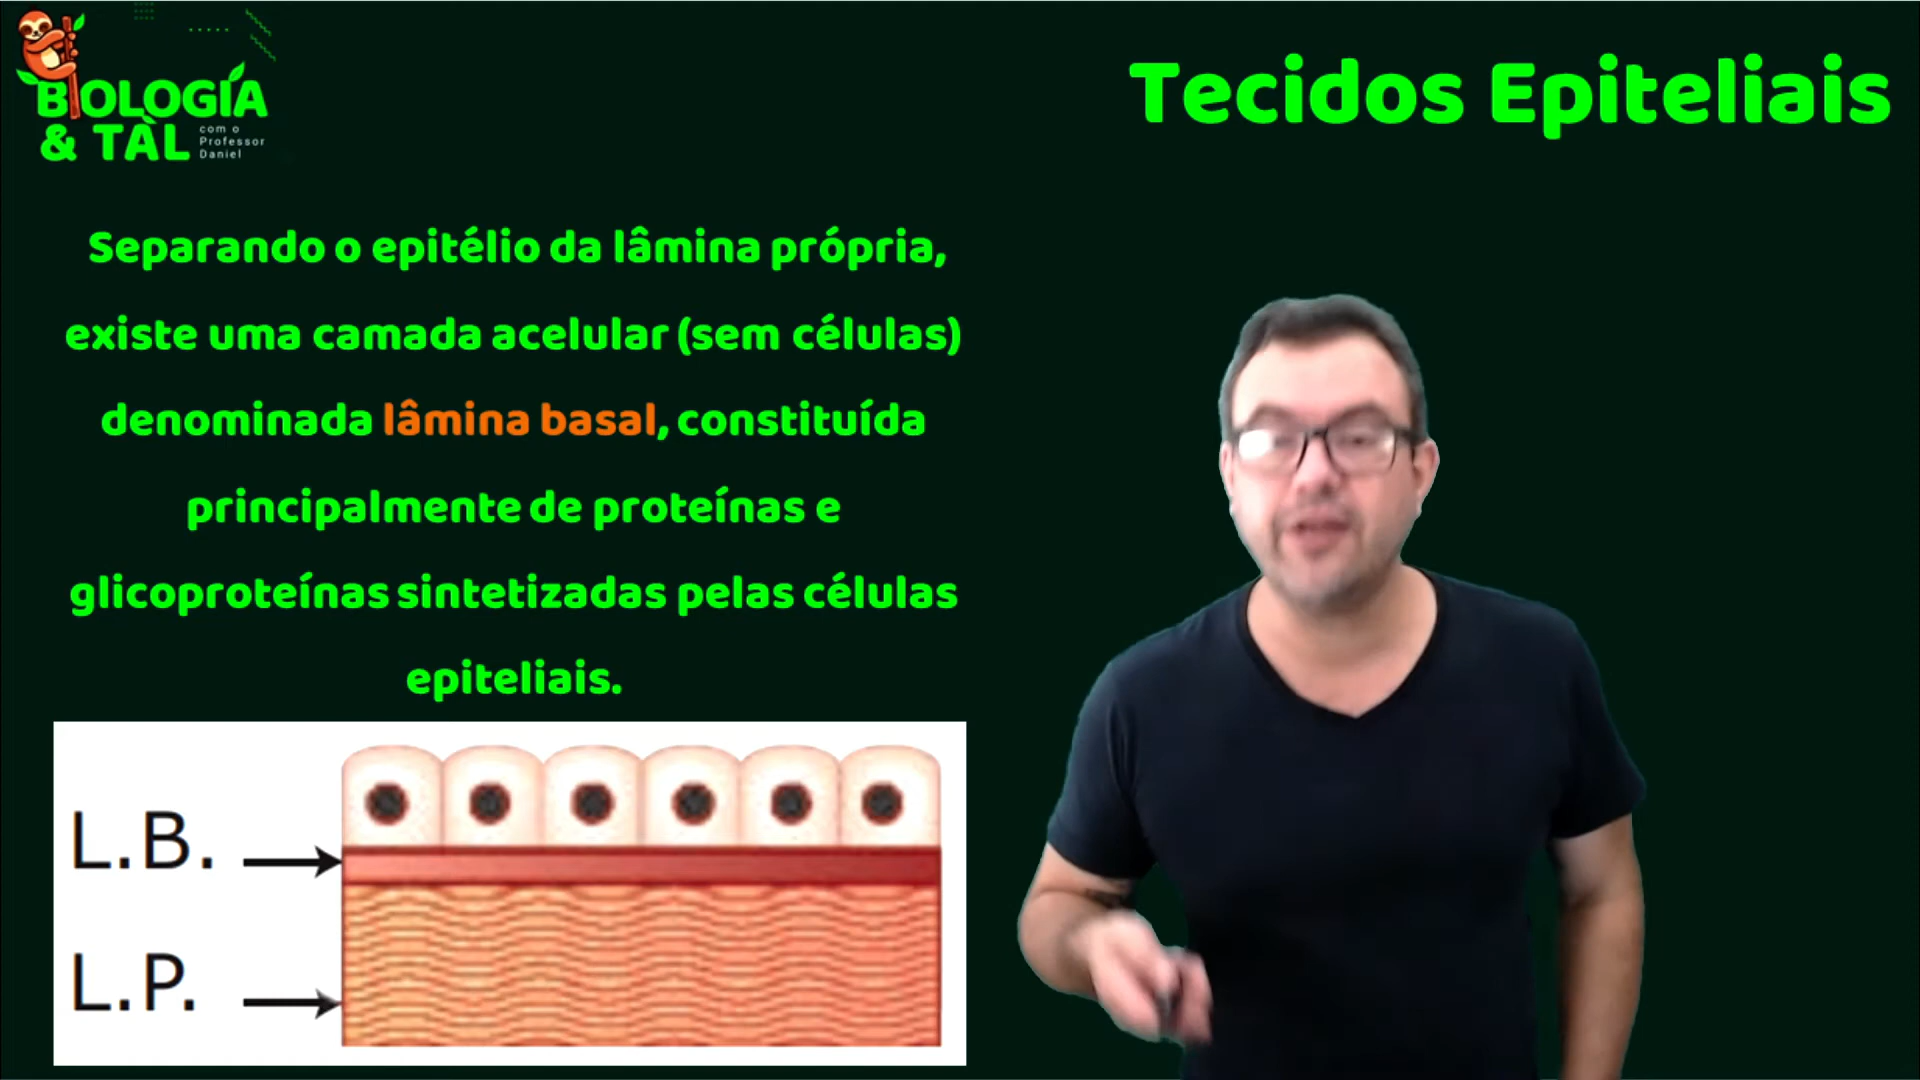 BIOLOGIA
& TAL
com o
Professor
Daniel
Tecidos Epiteliais
Separando o epitélio da lâmina própria,
existe uma camada acelular (sem células)
denominada lâmina basal, constituída
principalmente de proteínas e
glicoproteínas sintetizadas pelas células
epiteliais.
L.B.
L.P.